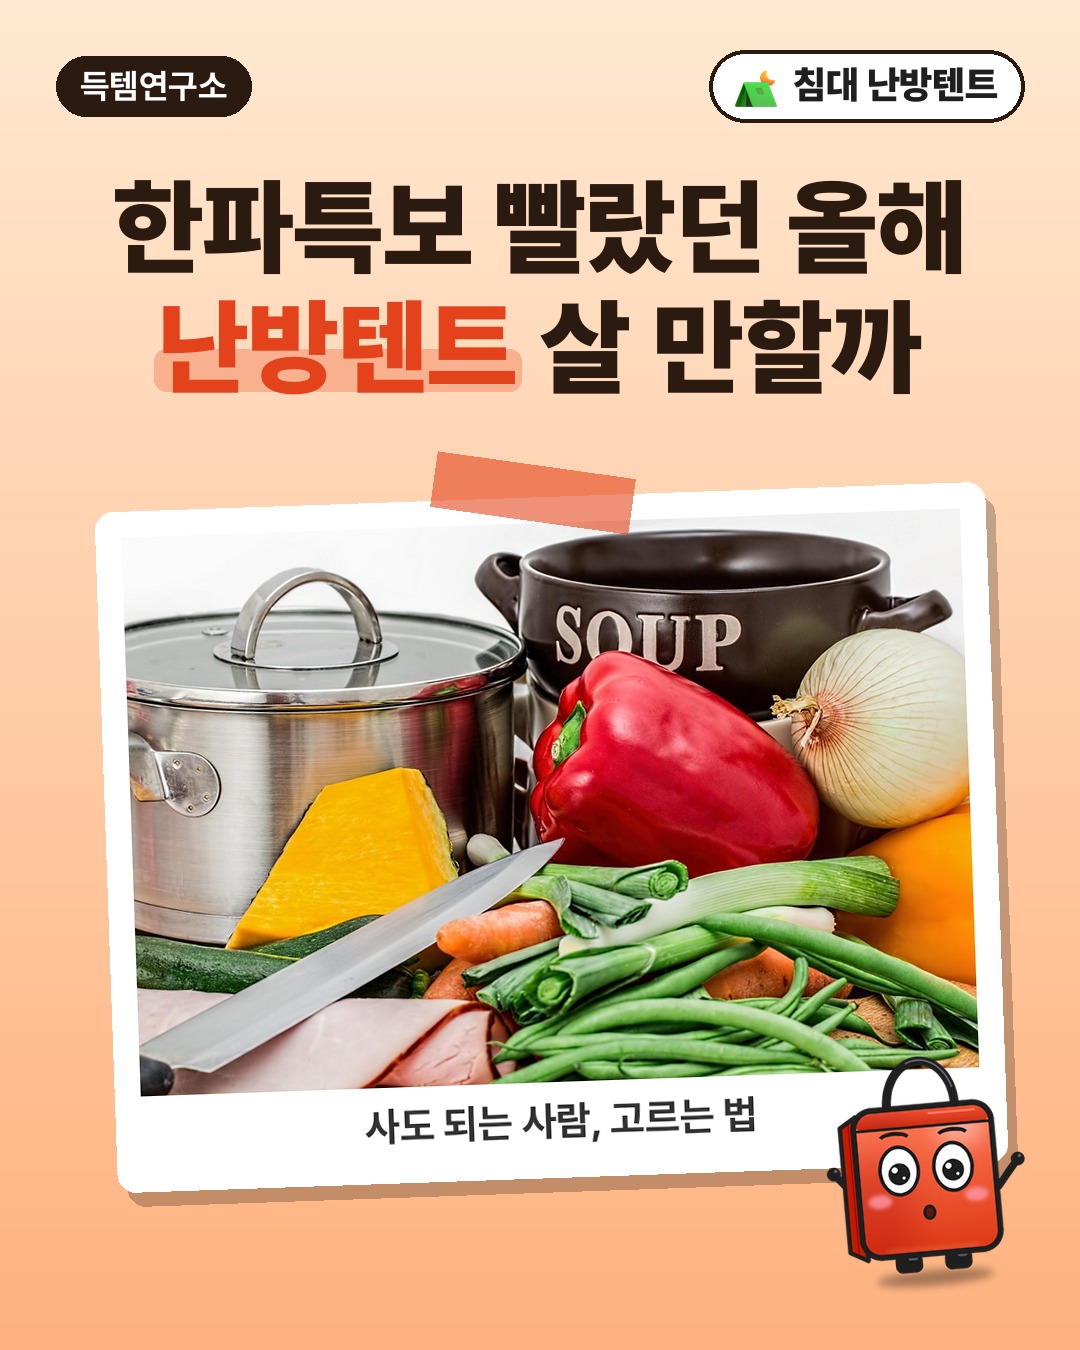 득템연구소
침대 난방텐트
한파특보 빨랐던 올해
난방텐트 살 만할까
SOUP
사도 되는 사람, 고르는 법